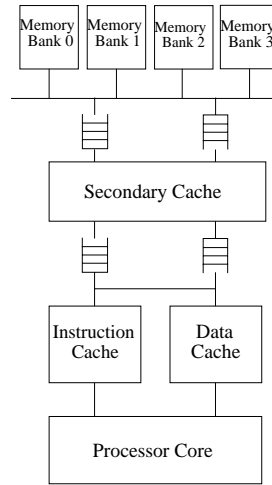 Memory
Bank 0
Memory
Bank 1
Memory
Bank 2
Memory
Bank 3
Secondary Cache
Instruction
Cache
Data
Cache
Processor Core